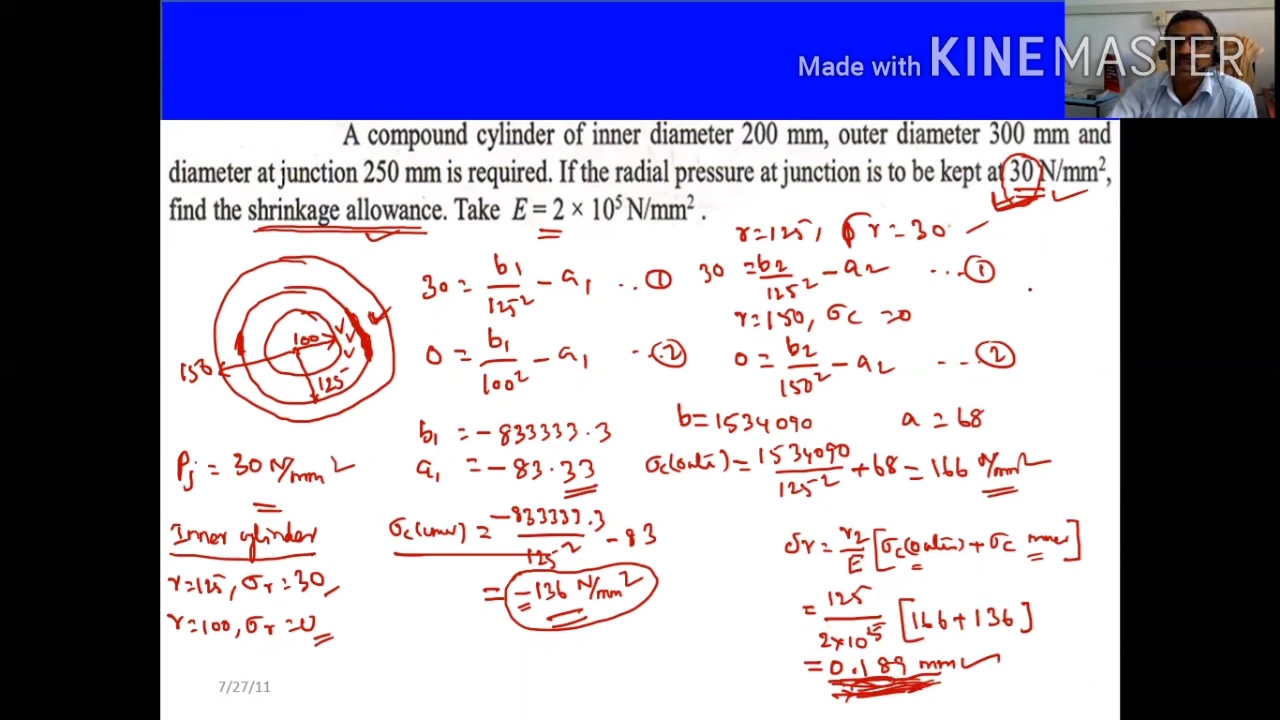 Made with KINEMASTER
A compound cylinder of inner diameter 200 mm, outer diameter 300 mm and
diameter at junction 250 mm is required. If the radial pressure at junction is to be kept at 30 N/mm²,
find the shrinkage allowance. Take E = 2 × 10⁵ N/mm² .
150
100
125
Pj = 30 N/mm²
Inner cylinder
r=125, σr = 30
r=100, σr = 0
30 = b1/125² - a1 ... ①
0 = b1/100² - a1 ... ②
b1 = -833333.3
a1 = -83.33
σc(inner) = -833333.3/125² - 83
= -136 N/mm²
r=125, σr = 30
30 = b2/125² - a2 ... ①
r=150, σc = 0
0 = b2/150² - a2 --- ②
b = 1534090 a = 68
σc(outer) = 1534090/125² + 68 = 166 N/mm²
δr = r2/E [σc(outer) + σc inner]
= 125/2×10⁵ [166+136]
= 0.189 mm
7/27/11